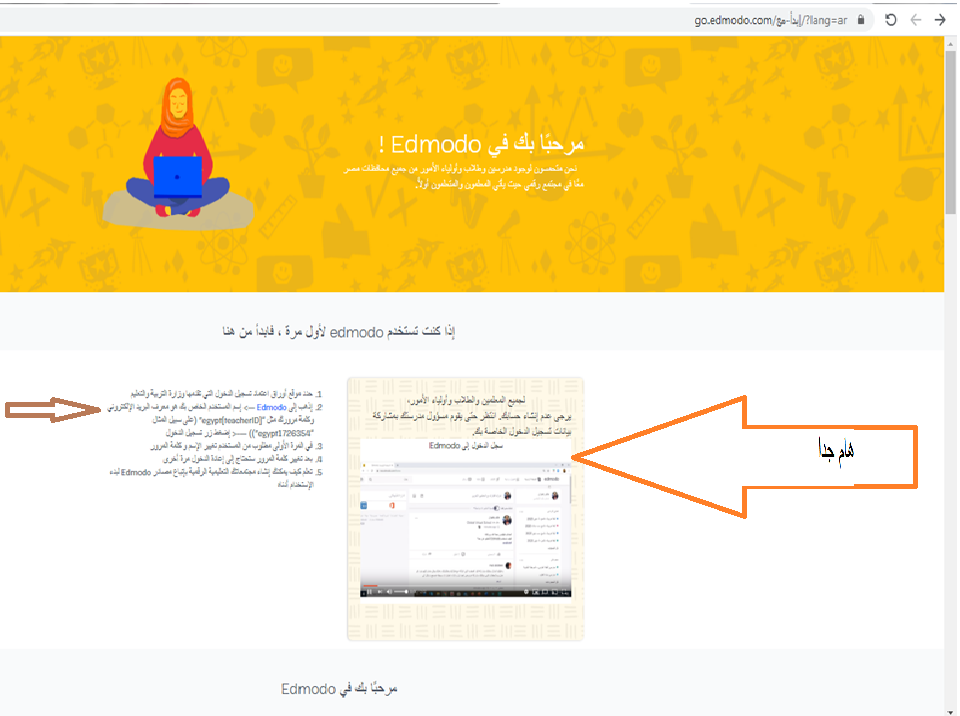 go.edmodo.com/إبدأ-مع/?lang=ar
مرحبًا بك في Edmodo !
نحن متحمسون لوجود مدرسين وطلاب وأولياء الأمور من جميع محافظات مصر
معًا في مجتمع رقمي حيث يأتي المعلمون والمتعلمون أولاً.
إذا كنت تستخدم edmodo لأول مرة ، فابدأ من هنا
لجميع المعلمين والطلاب وأولياء الأمور،
يرجى عدم إنشاء حسابك. انتظر حتى يقوم مسؤول مدرستك بمشاركة
بيانات تسجيل الدخول الخاصة بك.
سجل الدخول إلى Edmodo!
هام جدا
1. حدد موقع أوراق اعتماد تسجيل الدخول التي تقدمها وزارة التربية والتعليم
2. إذهب إلى Edmodo —> إسم المستخدم الخاص بك هو معرف البريد الإلكتروني
وكلمة مرورك مثل "egypt[teacherID]" (على سبيل المثال:
"egypt1726354")) —–> إضغط زر تسجيل الدخول
3. في المرة الأولى مطلوب من المستخدم تغيير الإسم و كلمة المرور
4. بعد تغيير كلمة المرور ستحتاج إلى إعادة الدخول مرة أخرى.
5. تعلم كيف يمكنك إنشاء مجتمعاتك التعليمية الرقمية بإتباع مصادر Edmodo لبدء
الإستخدام أدناه
مرحبًا بك في Edmodo!